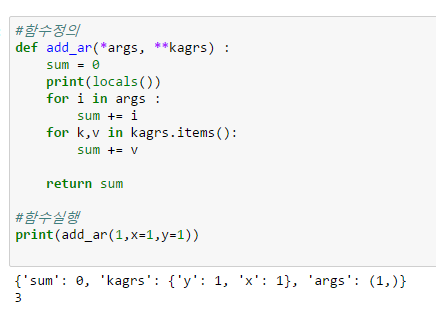 #함수정의
def add_ar(*args, **kagrs) :
    sum = 0
    print(locals())
    for i in args :
        sum += i
    for k,v in kagrs.items():
        sum += v
    return sum
#함수실행
print(add_ar(1,x=1,y=1))
{'sum': 0, 'kagrs': {'y': 1, 'x': 1}, 'args': (1,)}
3